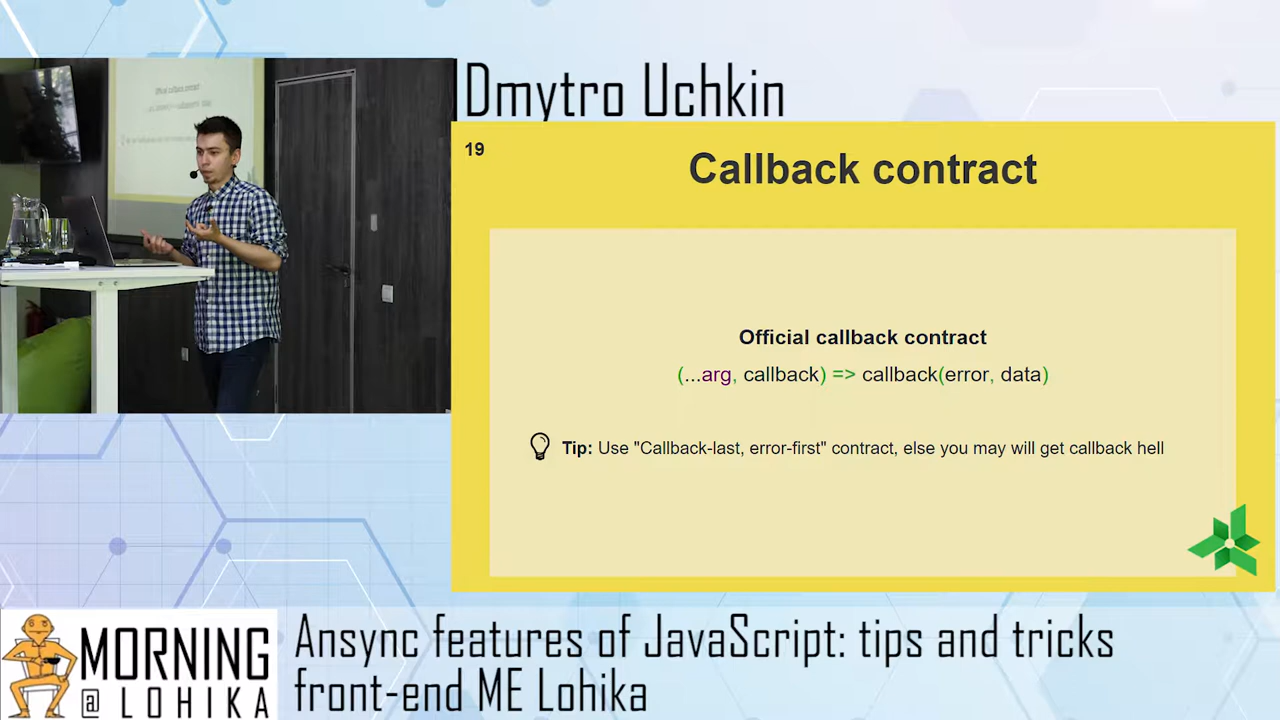 Dmytro Uchkin
19
Callback contract
Official callback contract
(...arg, callback) => callback(error, data)
Tip: Use "Callback-last, error-first" contract, else you may will get callback hell
MORNING
@ LOHIKA
Ansync features of JavaScript: tips and tricks
front-end ME Lohika